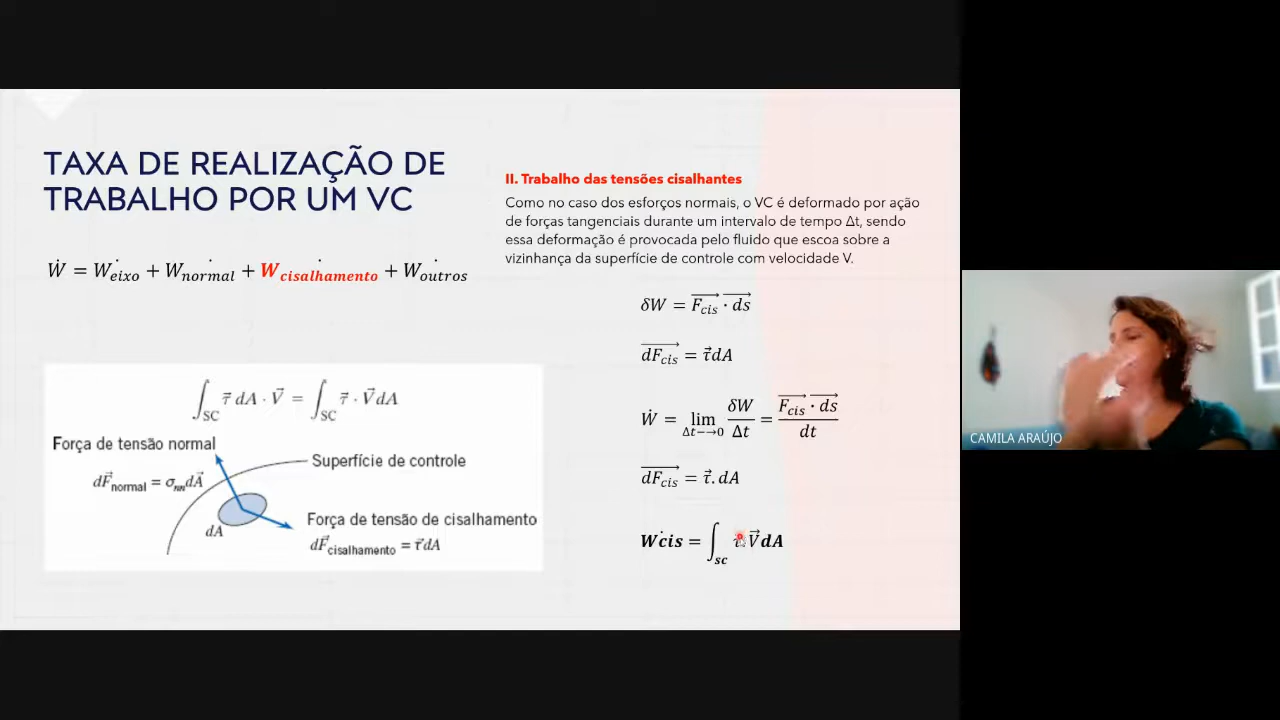 TAXA DE REALIZAÇÃO DE
TRABALHO POR UM VC
Ẇ = Ẇeixo + Ẇnormal + Ẇcisalhamento + Ẇoutros
∫SC τ⃗ dA · V⃗ = ∫SC τ⃗ · V⃗ dA
Força de tensão normal
Superfície de controle
dF⃗normal = σnn dA⃗
dA
Força de tensão de cisalhamento
dF⃗cisalhamento = τ⃗ dA
II. Trabalho das tensões cisalhantes
Como no caso dos esforços normais, o VC é deformado por ação
de forças tangenciais durante um intervalo de tempo Δt, sendo
essa deformação é provocada pelo fluido que escoa sobre a
vizinhança da superfície de controle com velocidade V.
δW = F⃗cis · d⃗s
dF⃗cis = τ⃗dA
Ẇ = lim Δt→0 δW/Δt = F⃗cis · d⃗s/dt
dF⃗cis = τ⃗.dA
Ẇcis = ∫sc V⃗dA
CAMILA ARAÚJO